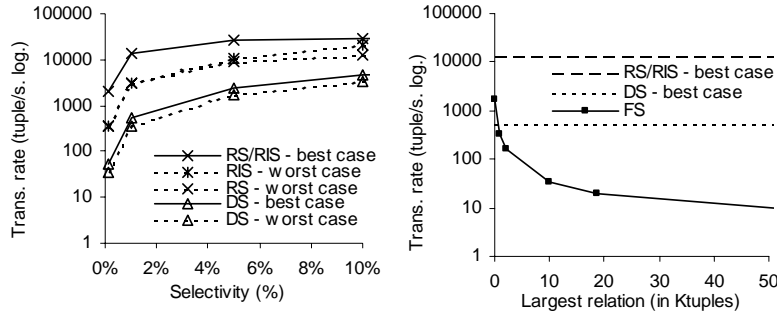 Trans. rate (tuple/s. log.)
100000
10000
1000
100
10
1
0% 2% 4% 6% 8% 10%
Selectivity (%)
RS/RIS - best case
RIS - worst case
RS - worst case
DS - best case
DS - worst case
Trans. rate (tuple/s. log.)
100000
10000
1000
100
10
1
0 10 20 30 40 50
Largest relation (in Ktuples)
RS/RIS - best case
DS - best case
FS